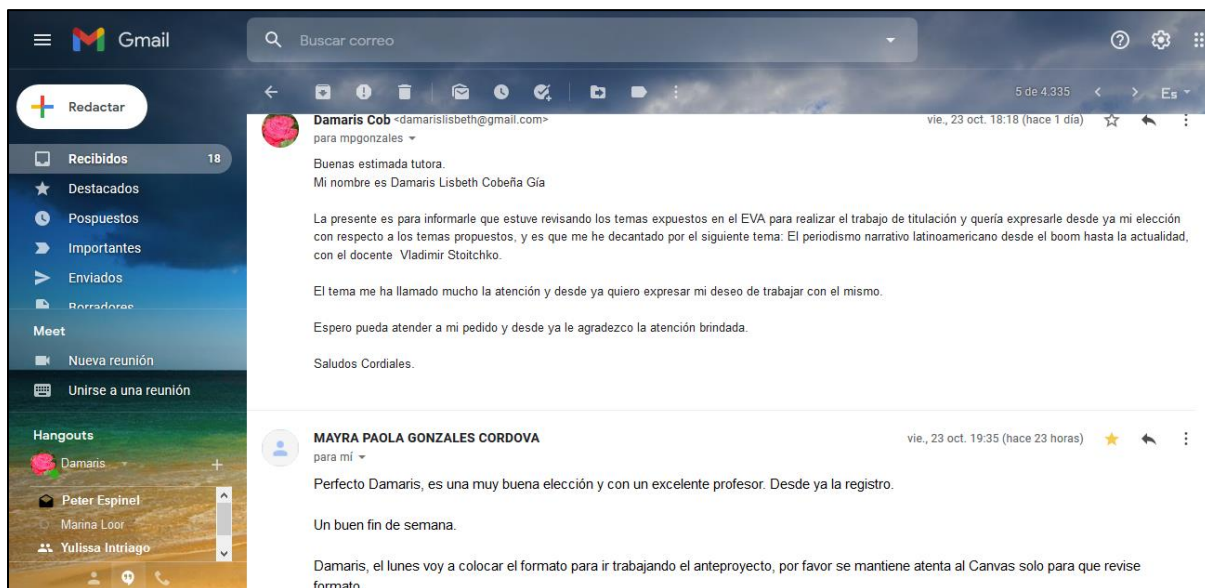 Gmail
Buscar correo
Redactar
5 de 4.335
Es
Recibidos 18
Destacados
Pospuestos
Importantes
Enviados
Borradores
Meet
Nueva reunión
Unirse a una reunión
Hangouts
Damaris
Peter Espinel
Marina Loor
Yulissa Intriago
Damaris Cob <damarislisbeth@gmail.com>
vie., 23 oct. 18:18 (hace 1 día)
para mpgonzales
Buenas estimada tutora.
Mi nombre es Damaris Lisbeth Cobeña Gía
La presente es para informarle que estuve revisando los temas expuestos en el EVA para realizar el trabajo de titulación y quería expresarle desde ya mi elección
con respecto a los temas propuestos, y es que me he decantado por el siguiente tema: El periodismo narrativo latinoamericano desde el boom hasta la actualidad,
con el docente Vladimir Stoitchko.
El tema me ha llamado mucho la atención y desde ya quiero expresar mi deseo de trabajar con el mismo.
Espero pueda atender a mi pedido y desde ya le agradezco la atención brindada.
Saludos Cordiales.
MAYRA PAOLA GONZALES CORDOVA
vie., 23 oct. 19:35 (hace 23 horas)
para mí
Perfecto Damaris, es una muy buena elección y con un excelente profesor. Desde ya la registro.
Un buen fin de semana.
Damaris, el lunes voy a colocar el formato para ir trabajando el anteproyecto, por favor se mantiene atenta al Canvas solo para que revise
formato